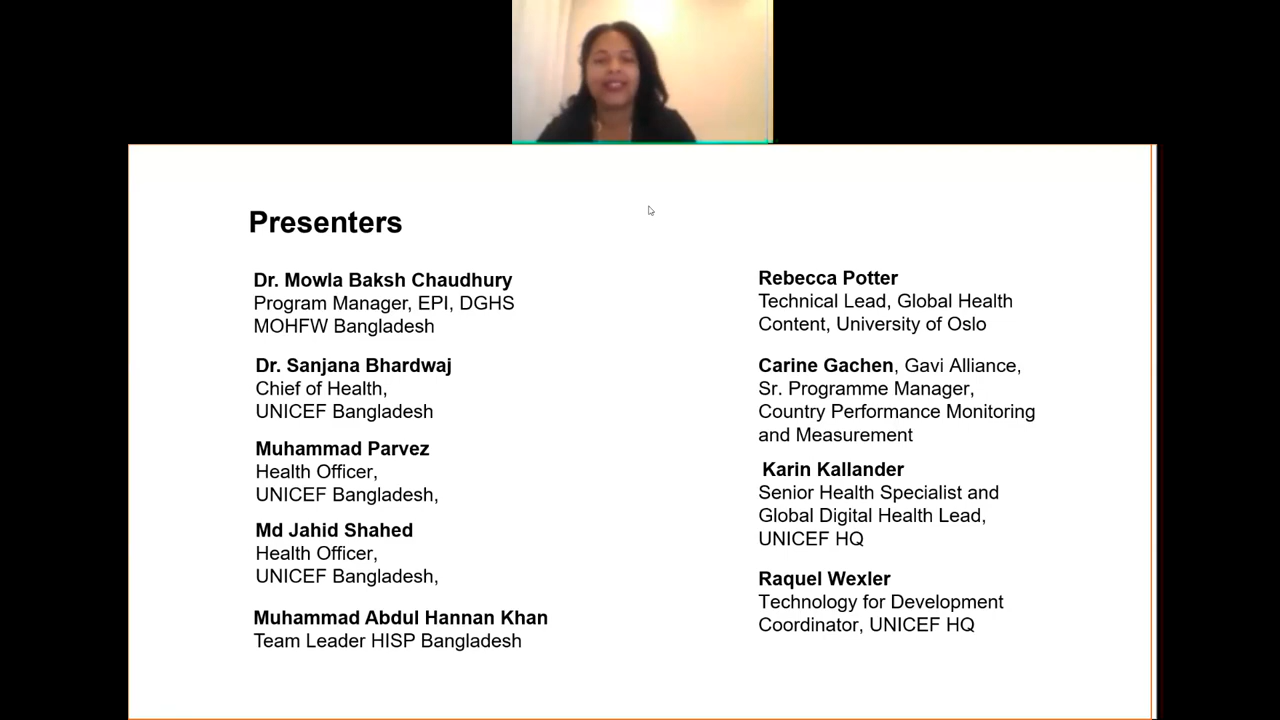 Presenters
Dr. Mowla Baksh Chaudhury
Program Manager, EPI, DGHS
MOHFW Bangladesh
Dr. Sanjana Bhardwaj
Chief of Health,
UNICEF Bangladesh
Muhammad Parvez
Health Officer,
UNICEF Bangladesh,
Md Jahid Shahed
Health Officer,
UNICEF Bangladesh,
Muhammad Abdul Hannan Khan
Team Leader HISP Bangladesh
Rebecca Potter
Technical Lead, Global Health
Content, University of Oslo
Carine Gachen, Gavi Alliance,
Sr. Programme Manager,
Country Performance Monitoring
and Measurement
Karin Kallander
Senior Health Specialist and
Global Digital Health Lead,
UNICEF HQ
Raquel Wexler
Technology for Development
Coordinator, UNICEF HQ